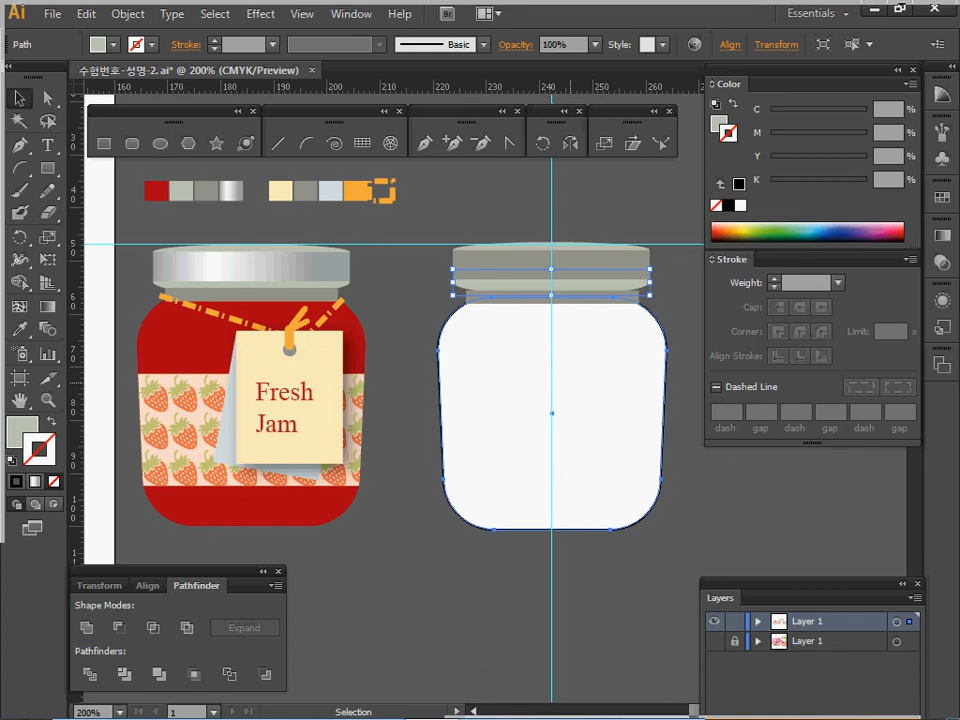 Ai File Edit Object Type Select Effect View Window Help Br Essentials
Path Stroke: Basic Opacity: 100% Style: Align Transform
수험번호-성명-2.ai* @ 200% (CMYK/Preview)
160 170 180 190 200 210 220 230 240 250 260
Color
C %
M %
Y %
K %
Stroke
Weight:
Cap:
Corner: Limit: x
Align Stroke:
Dashed Line
dash gap dash gap dash gap
Fresh
Jam
Transform Align Pathfinder
Shape Modes:
Expand
Pathfinders:
Layers
Layer 1
Layer 1
200% 1 Selection